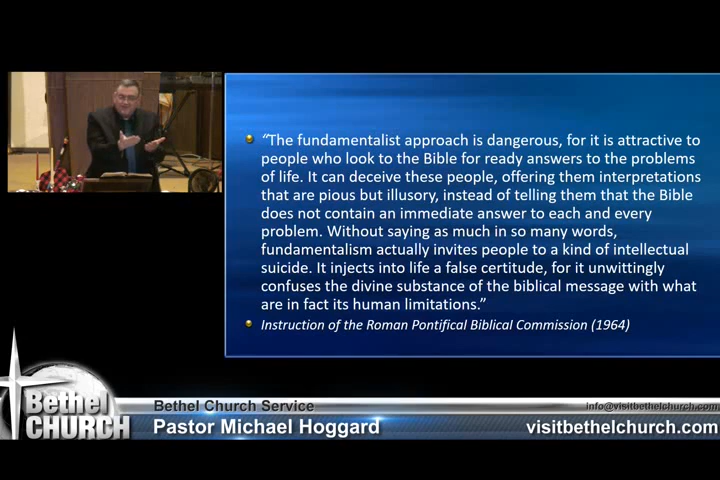 “The fundamentalist approach is dangerous, for it is attractive to
people who look to the Bible for ready answers to the problems
of life. It can deceive these people, offering them interpretations
that are pious but illusory, instead of telling them that the Bible
does not contain an immediate answer to each and every
problem. Without saying as much in so many words,
fundamentalism actually invites people to a kind of intellectual
suicide. It injects into life a false certitude, for it unwittingly
confuses the divine substance of the biblical message with what
are in fact its human limitations.”
Instruction of the Roman Pontifical Biblical Commission (1964)
Bethel
CHURCH
Bethel Church Service
info@visitbethelchurch.com
Pastor Michael Hoggard
visitbethelchurch.com